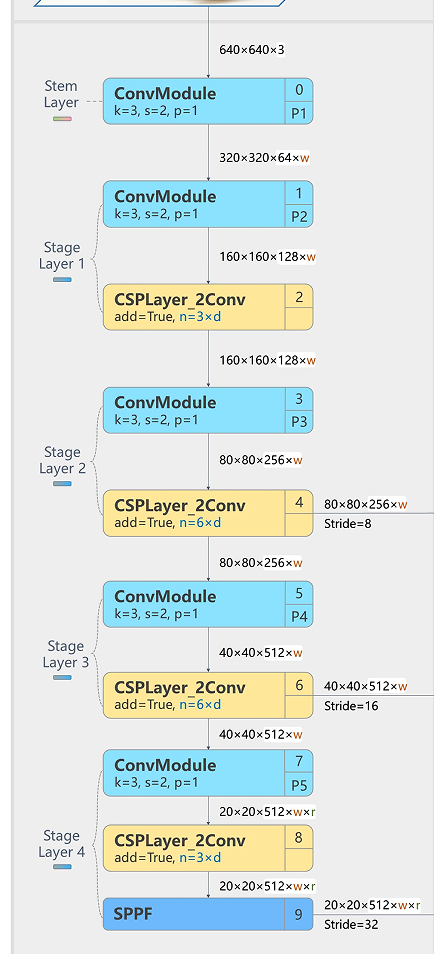 640×640×3
Stem
Layer
ConvModule
k=3, s=2, p=1
0
P1
320×320×64×w
ConvModule
k=3, s=2, p=1
1
P2
Stage
Layer 1
160×160×128×w
CSPLayer_2Conv
add=True, n=3×d
2
160×160×128×w
ConvModule
k=3, s=2, p=1
3
P3
Stage
Layer 2
80×80×256×w
CSPLayer_2Conv
add=True, n=6×d
4
80×80×256×w
Stride=8
80×80×256×w
ConvModule
k=3, s=2, p=1
5
P4
Stage
Layer 3
40×40×512×w
CSPLayer_2Conv
add=True, n=6×d
6
40×40×512×w
Stride=16
40×40×512×w
ConvModule
k=3, s=2, p=1
7
P5
20×20×512×w×r
Stage
Layer 4
CSPLayer_2Conv
add=True, n=3×d
8
20×20×512×w×r
SPPF
9
20×20×512×w×r
Stride=32